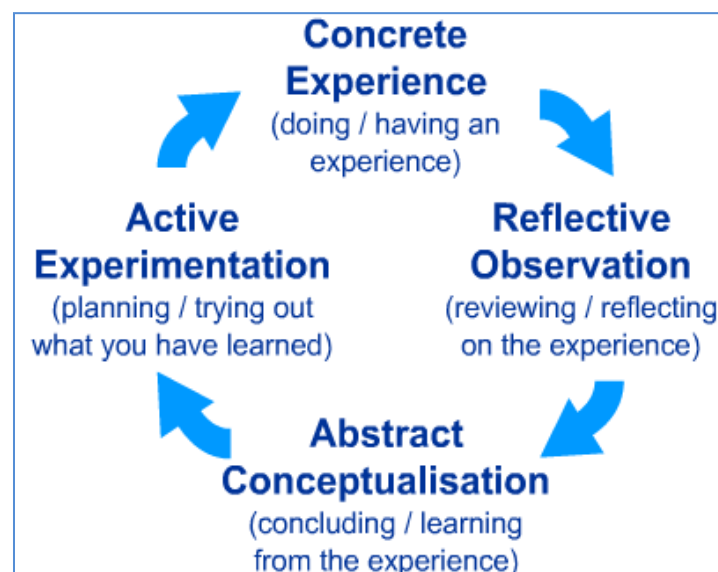 Concrete
Experience
(doing / having an
experience)
Reflective
Observation
(reviewing / reflecting
on the experience)
Abstract
Conceptualisation
(concluding / learning
from the experience)
Active
Experimentation
(planning / trying out
what you have learned)